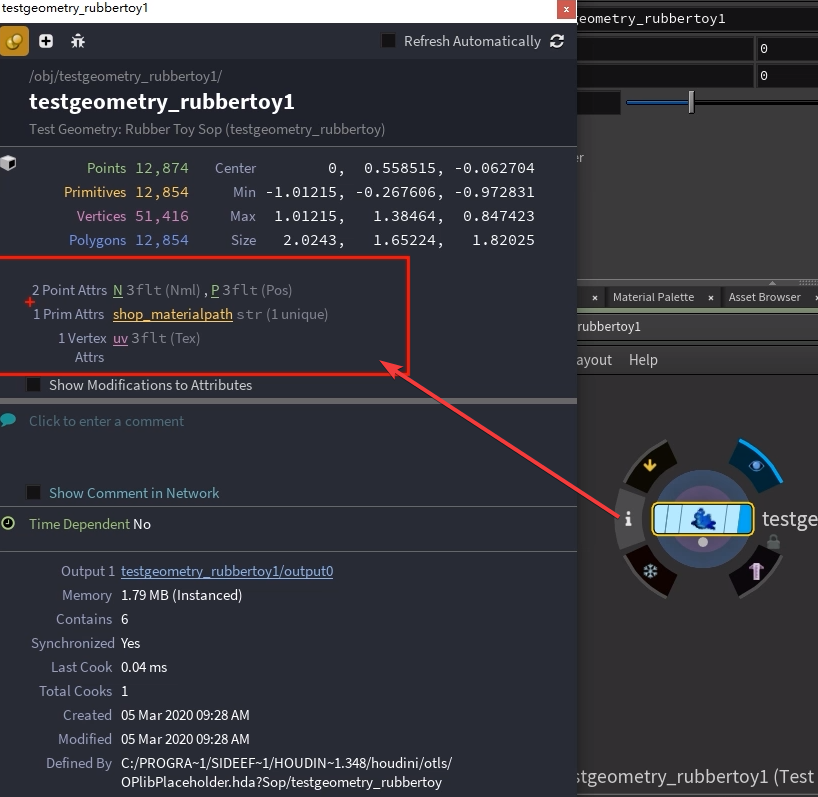 testgeometry_rubbertoy1
x
Refresh Automatically
/obj/testgeometry_rubbertoy1/
testgeometry_rubbertoy1
Test Geometry: Rubber Toy Sop (testgeometry_rubbertoy)
Points 12,874 Center 0, 0.558515, -0.062704
Primitives 12,854 Min -1.01215, -0.267606, -0.972831
Vertices 51,416 Max 1.01215, 1.38464, 0.847423
Polygons 12,854 Size 2.0243, 1.65224, 1.82025
2 Point Attrs N 3flt (Nml) , P 3flt (Pos)
1 Prim Attrs shop_materialpath str (1 unique)
1 Vertex uv 3flt (Tex)
Attrs
Show Modifications to Attributes
Click to enter a comment
Show Comment in Network
Time Dependent No
Output 1 testgeometry_rubbertoy1/output0
Memory 1.79 MB (Instanced)
Contains 6
Synchronized Yes
Last Cook 0.04 ms
Total Cooks 1
Created 05 Mar 2020 09:28 AM
Modified 05 Mar 2020 09:28 AM
Defined By C:/PROGRA~1/SIDEEF~1/HOUDIN~1.348/houdini/otls/
OPlibPlaceholder.hda?Sop/testgeometry_rubbertoy
eometry_rubbertoy1
0
0
er
× Material Palette × Asset Browser ×
rubbertoy1
ayout Help
i
testge
stgeometry_rubbertoy1 (Test